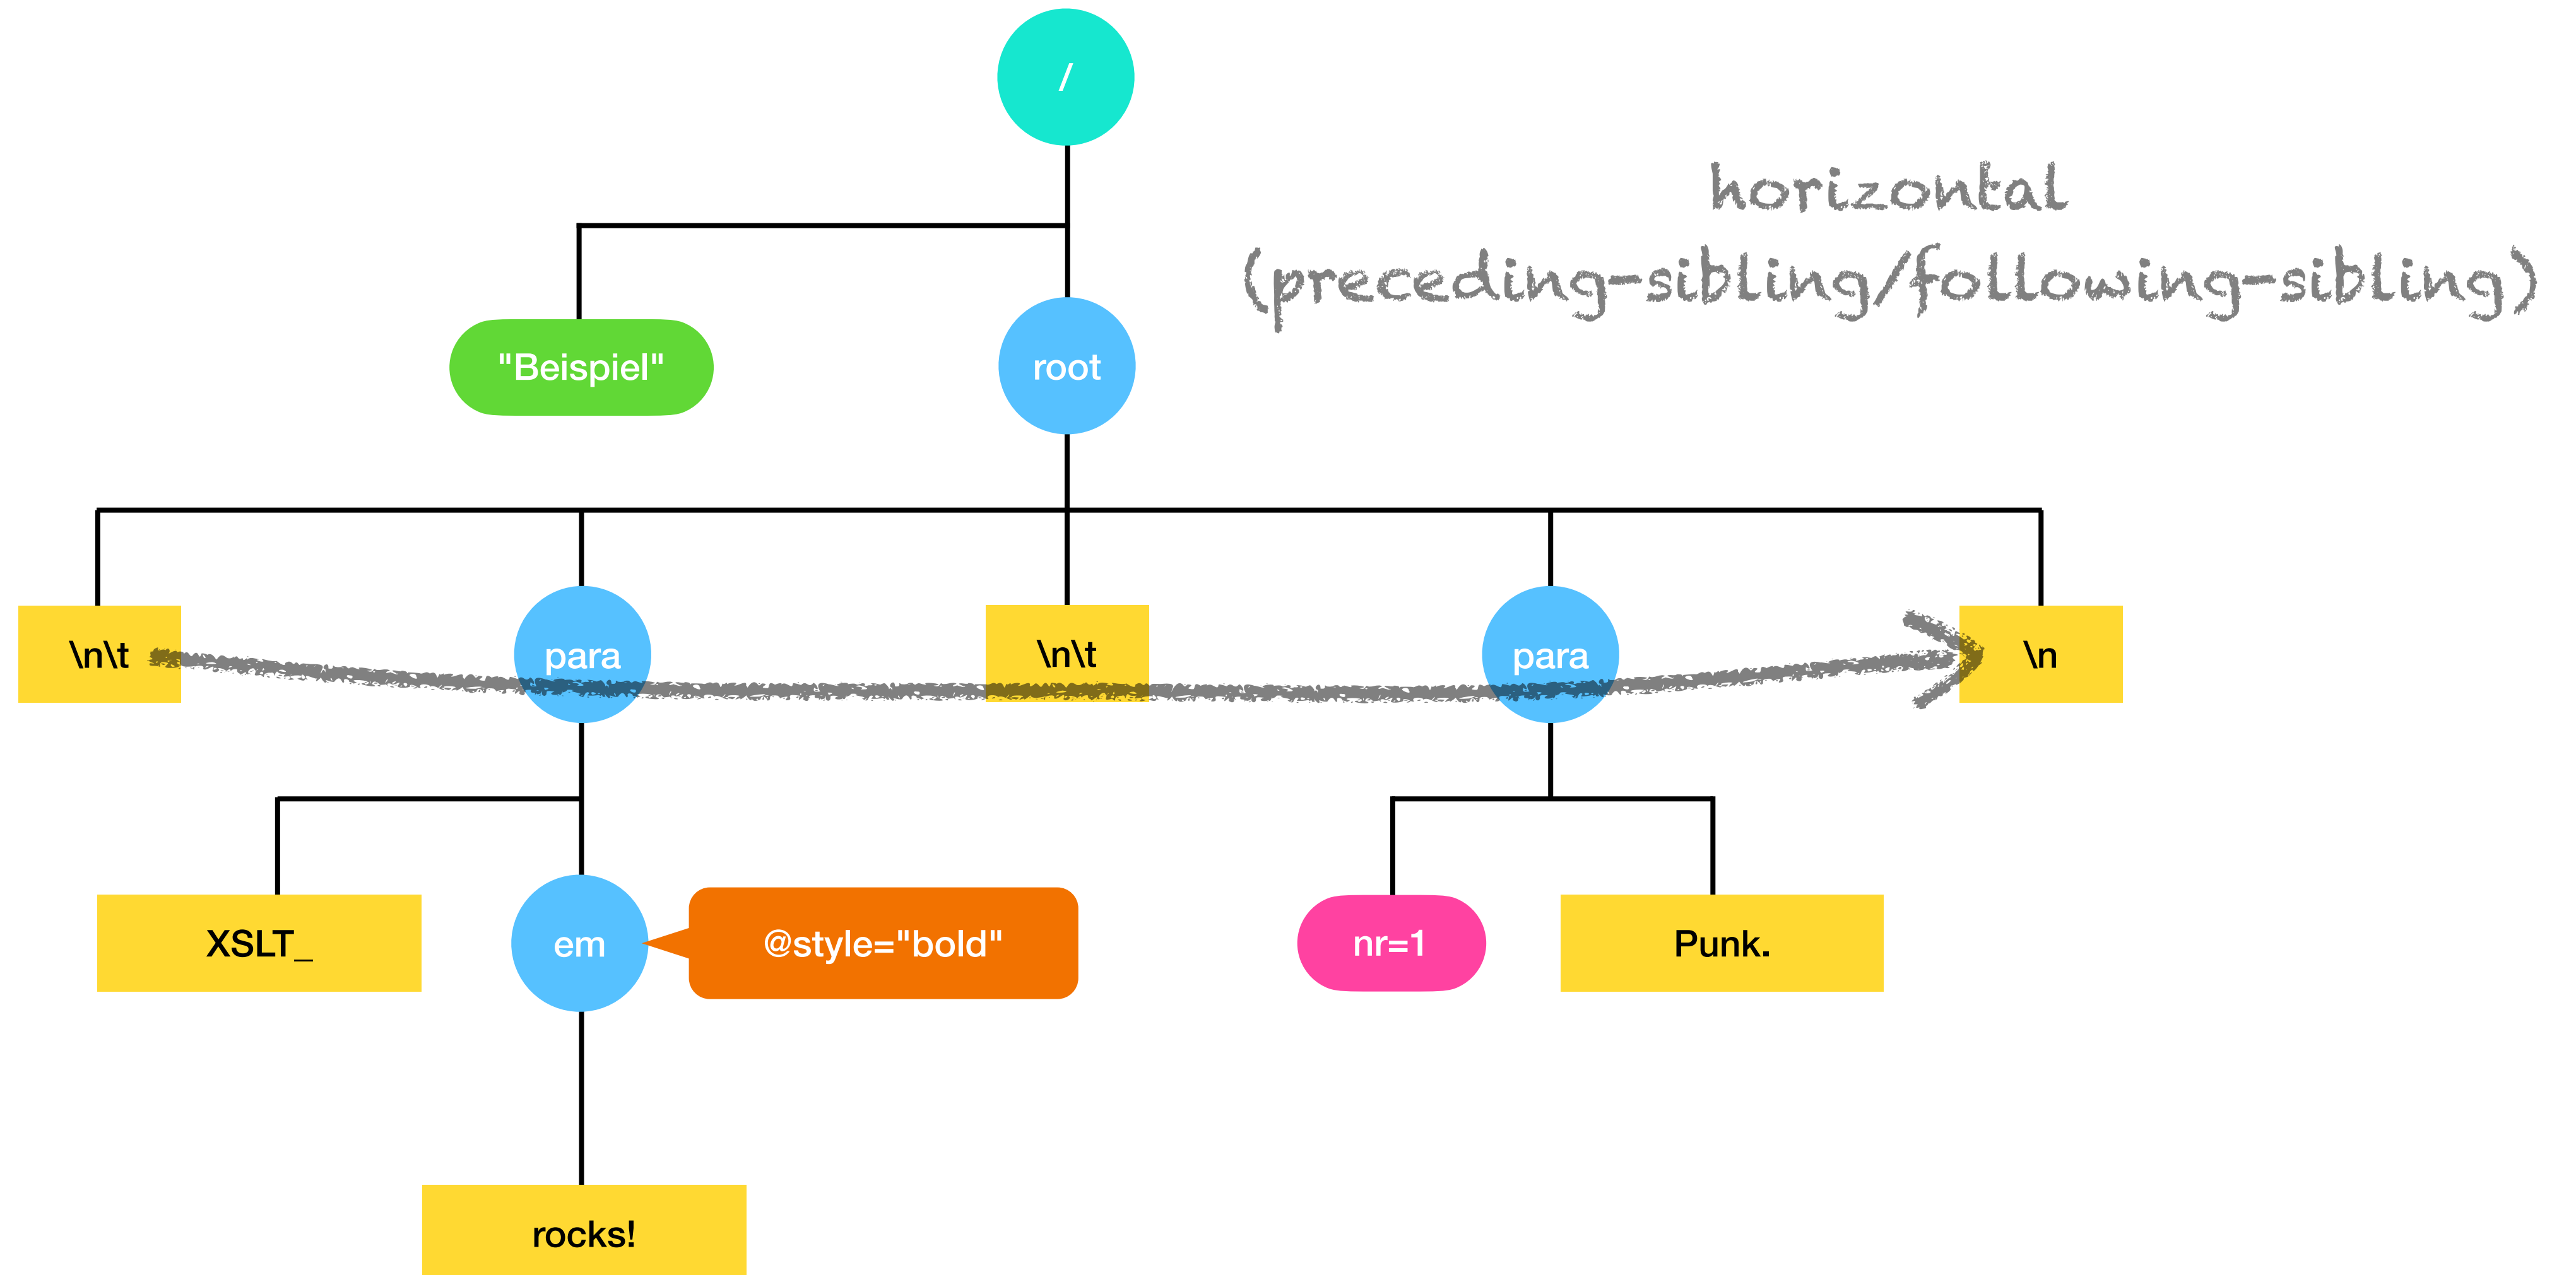 /
horizontal
(preceding-sibling/following-sibling)
"Beispiel"
root
\n\t
para
\n\t
para
\n
XSLT_
em
@style="bold"
nr=1
Punk.
rocks!